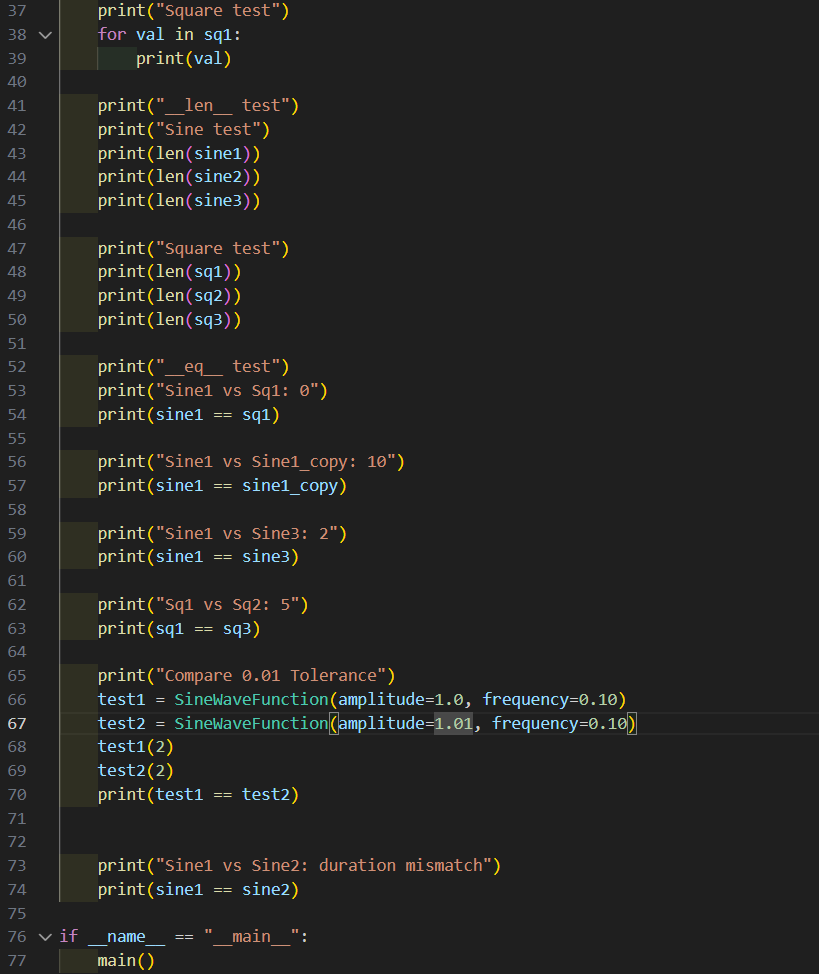 37 print("Square test")
38 for val in sq1:
39 print(val)
40
41 print("__len__ test")
42 print("Sine test")
43 print(len(sine1))
44 print(len(sine2))
45 print(len(sine3))
46
47 print("Square test")
48 print(len(sq1))
49 print(len(sq2))
50 print(len(sq3))
51
52 print("__eq__ test")
53 print("Sine1 vs Sq1: 0")
54 print(sine1 == sq1)
55
56 print("Sine1 vs Sine1_copy: 10")
57 print(sine1 == sine1_copy)
58
59 print("Sine1 vs Sine3: 2")
60 print(sine1 == sine3)
61
62 print("Sq1 vs Sq2: 5")
63 print(sq1 == sq3)
64
65 print("Compare 0.01 Tolerance")
66 test1 = SineWaveFunction(amplitude=1.0, frequency=0.10)
67 test2 = SineWaveFunction(amplitude=1.01, frequency=0.10)
68 test1(2)
69 test2(2)
70 print(test1 == test2)
71
72
73 print("Sine1 vs Sine2: duration mismatch")
74 print(sine1 == sine2)
75
76 if __name__ == "__main__":
77 main()